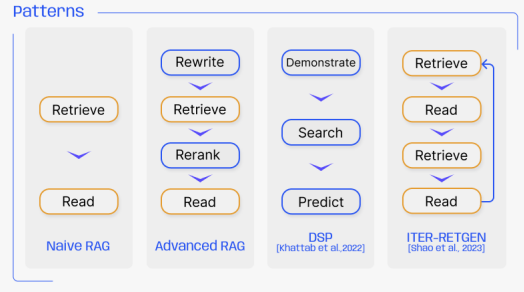 Patterns
Retrieve
Read
Naive RAG
Rewrite
Retrieve
Rerank
Read
Advanced RAG
Demonstrate
Search
Predict
DSP
[Khattab et al.,2022]
Retrieve
Read
Retrieve
Read
ITER-RETGEN
[Shao et al., 2023]